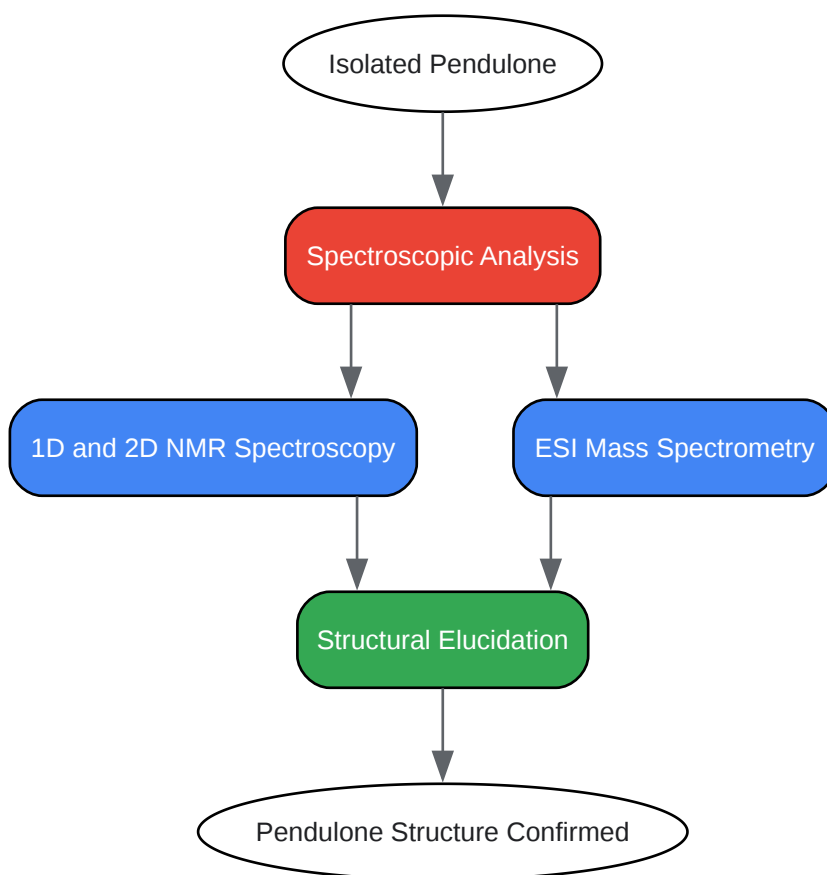 Isolated Pendulone
Spectroscopic Analysis
1D and 2D NMR Spectroscopy
ESI Mass Spectrometry
Structural Elucidation
Pendulone Structure Confirmed